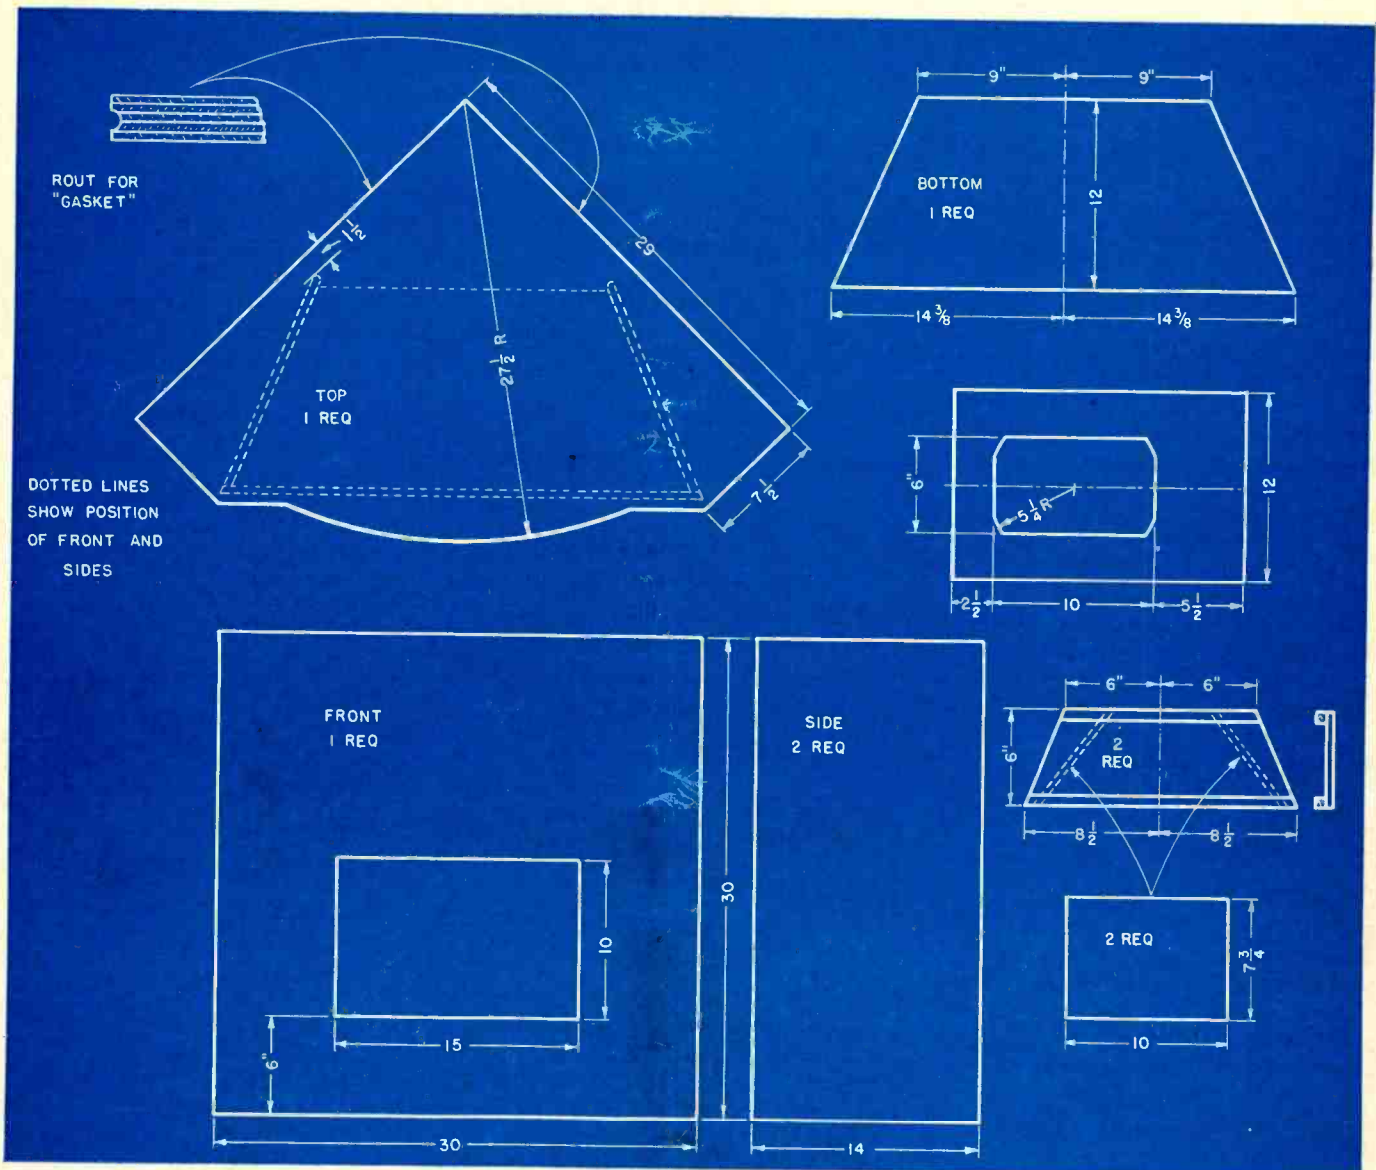 ROUT FOR
"GASKET"
1 1/2
29
27 1/2 R
TOP
1 REQ
7 1/2
DOTTED LINES
SHOW POSITION
OF FRONT AND
SIDES
9"
9"
BOTTOM
1 REQ
12
14 3/8
14 3/8
6"
5 1/4 R
12
2 1/2
10
5 1/2
FRONT
1 REQ
10
15
6"
30
30
SIDE
2 REQ
14
6"
6"
6"
2
REQ
8 1/2
8 1/2
2 REQ
7 3/4
10